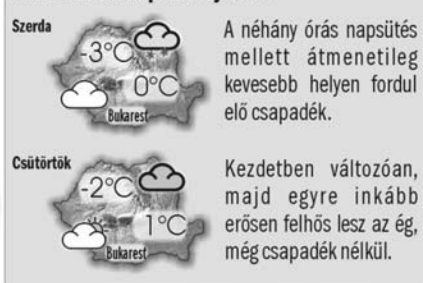 Szerda
-3°C
0°C
Bukarest
A néhány órás napsütés
mellett átmenetileg
kevesebb helyen fordul
elő csapadék.
Csütörtök
-2°C
1°C
Bukarest
Kezdetben változóan,
majd egyre inkább
erősen felhős lesz az ég,
még csapadék nélkül.